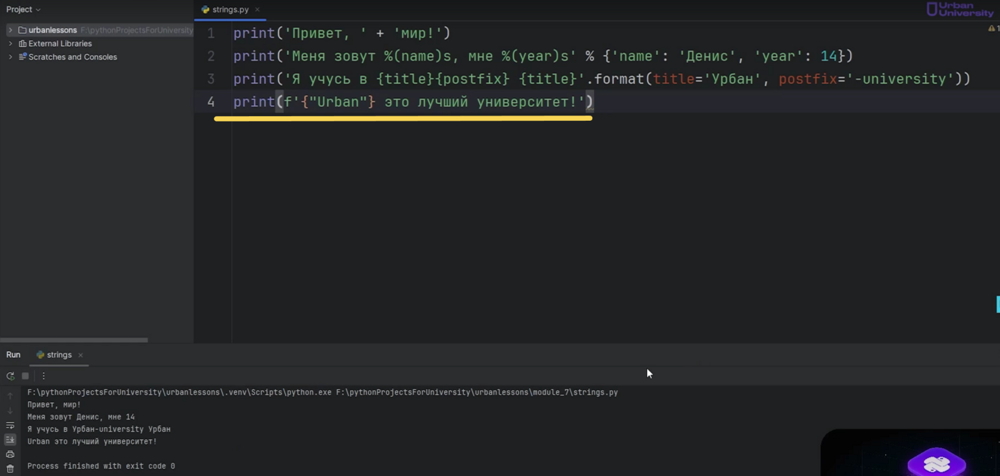 Project
strings.py
Urban University
urbanlessons F:\pythonProjectsForUniversity
External Libraries
Scratches and Consoles
1
1 print('Привет, ' + 'мир!')
2 print('Меня зовут %(name)s, мне %(year)s' % {'name': 'Денис', 'year': 14})
3 print('Я учусь в {title}{postfix} {title}'.format(title='Урбан', postfix='-university'))
4 print(f'{"Urban"} это лучший университет!')
Run strings
F:\pythonProjectsForUniversity\urbanlessons\.venv\Scripts\python.exe F:\pythonProjectsForUniversity\urbanlessons\module_7\strings.py
Привет, мир!
Меня зовут Денис, мне 14
Я учусь в Урбан-university Урбан
Urban это лучший университет!
Process finished with exit code 0